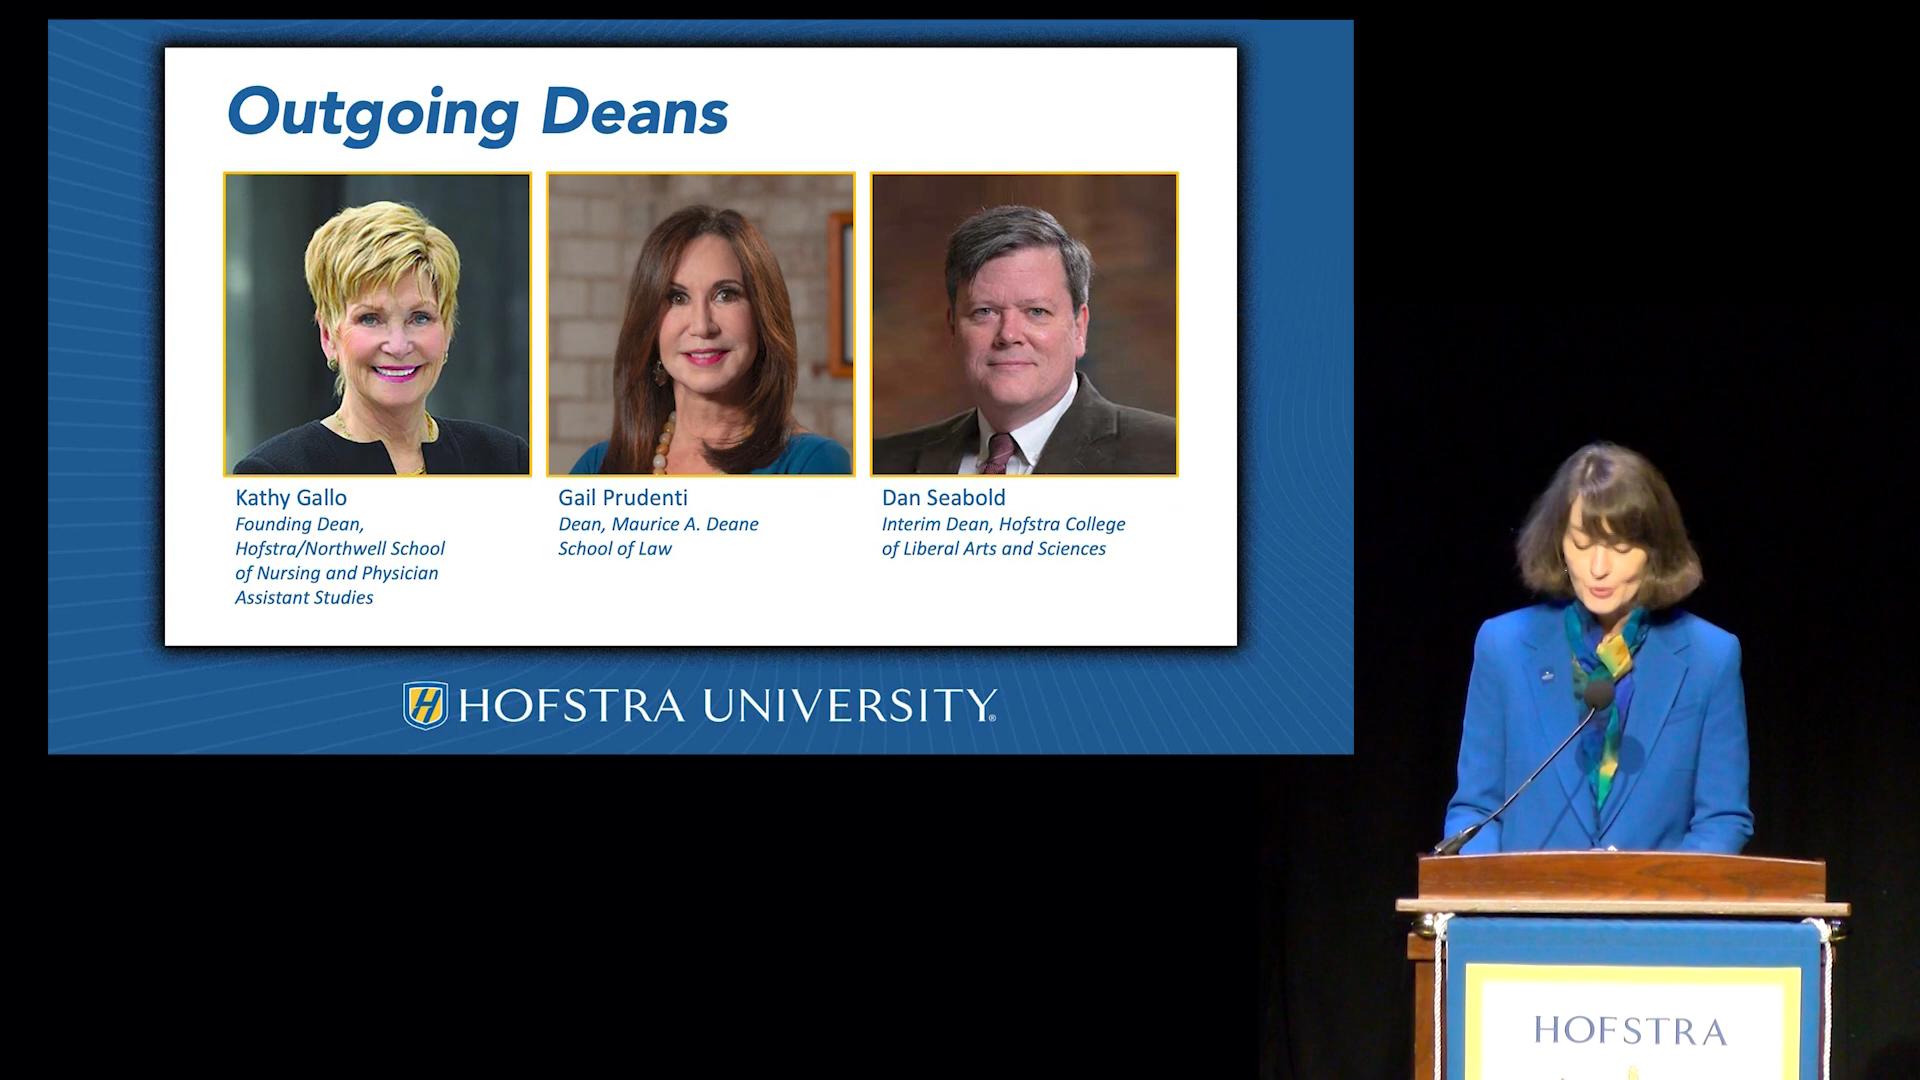 Outgoing Deans
Kathy Gallo
Founding Dean,
Hofstra/Northwell School
of Nursing and Physician
Assistant Studies
Gail Prudenti
Dean, Maurice A. Deane
School of Law
Dan Seabold
Interim Dean, Hofstra College
of Liberal Arts and Sciences
H HOFSTRA UNIVERSITY®
HOFSTRA